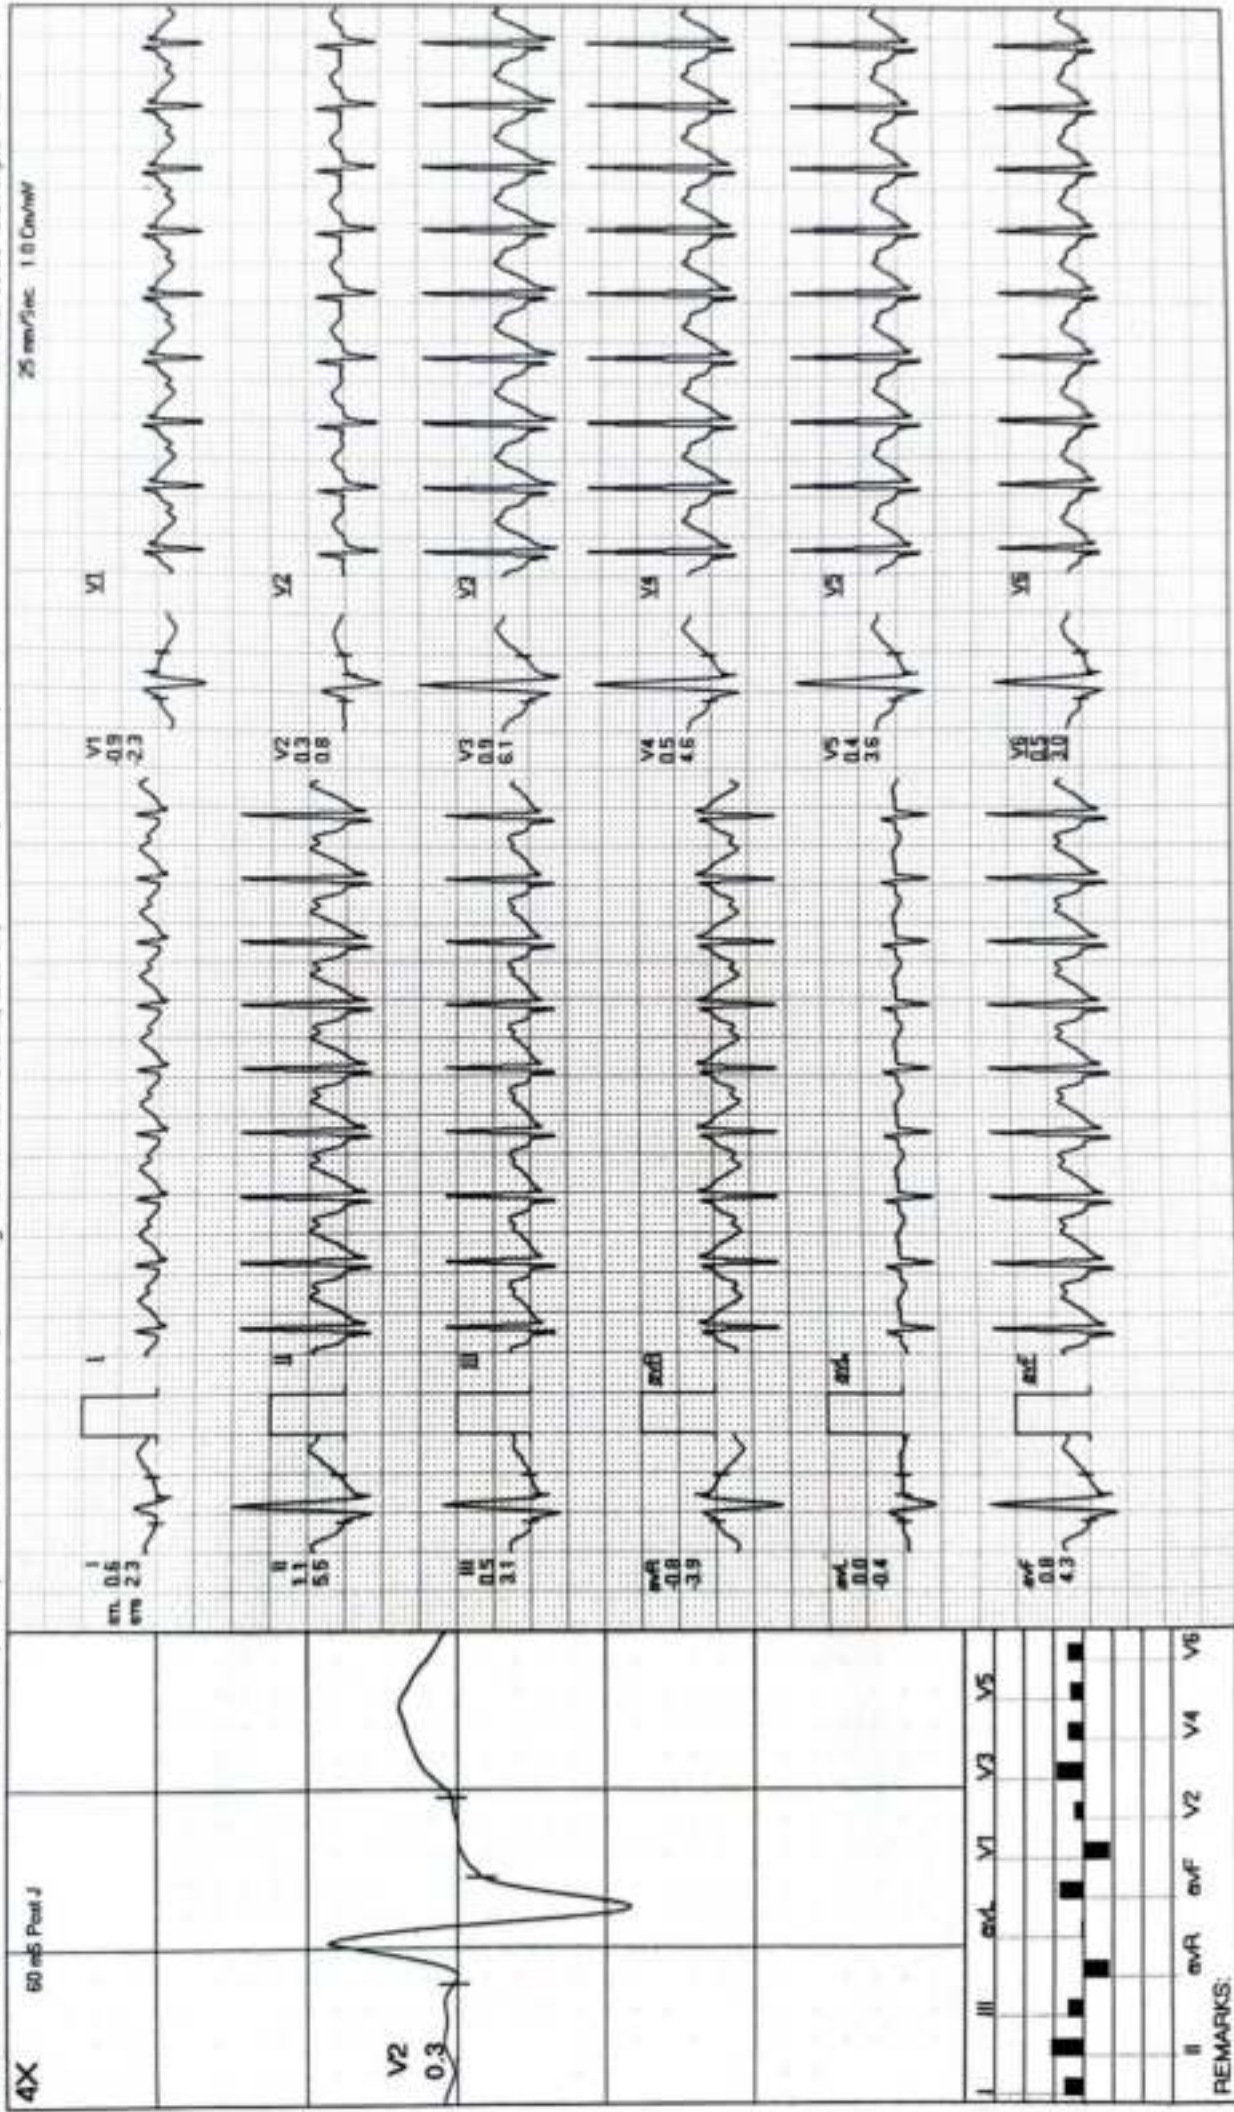 4X
60 mS Post J
25 mm/Sec. 1.0 Cm/mV
V2
0.3
I
STL 0.6
STS 2.3
I
V1
-0.9
-2.3
V1
II
1.1
5.6
II
V2
0.3
0.8
V2
III
0.5
3.1
III
V3
0.9
6.1
V3
avR
-0.8
-3.9
avR
V4
0.5
4.6
V4
avL
0.0
-0.4
avL
V5
0.4
3.6
V5
avF
0.8
4.3
avF
V6
0.5
3.0
V6
I III avL V1 V3 V5
II avR avF V2 V4 V6
REMARKS: